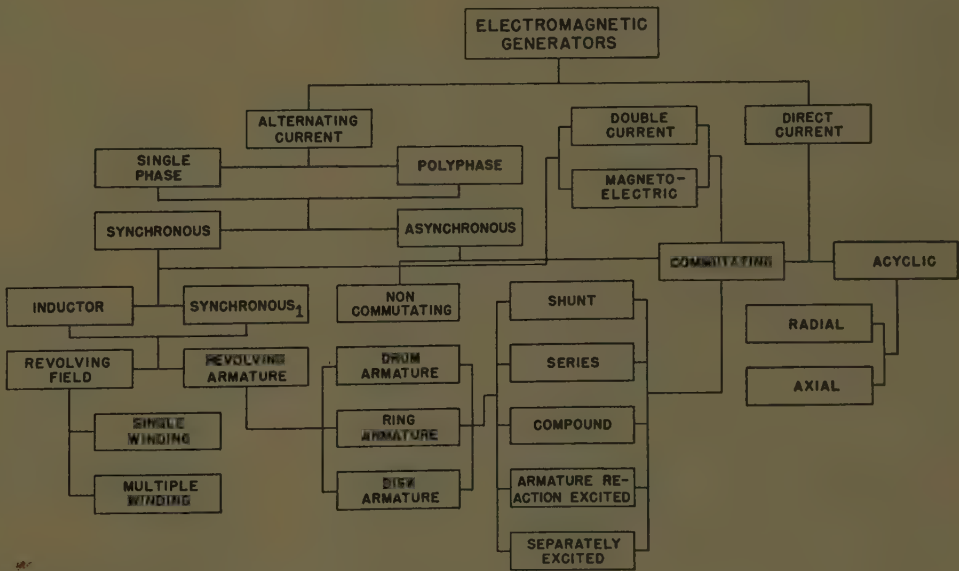 ELECTROMAGNETIC
GENERATORS
ALTERNATING
CURRENT
DOUBLE
CURRENT
DIRECT
CURRENT
SINGLE
PHASE
POLYPHASE
MAGNETO-
ELECTRIC
SYNCHRONOUS
ASYNCHRONOUS
COMMUTATING
ACYCLIC
INDUCTOR
SYNCHRONOUS1
NON
COMMUTATING
SHUNT
RADIAL
REVOLVING
FIELD
REVOLVING
ARMATURE
DRUM
ARMATURE
SERIES
AXIAL
SINGLE
WINDING
RING
ARMATURE
COMPOUND
MULTIPLE
WINDING
DISK
ARMATURE
ARMATURE RE-
ACTION EXCITED
SEPARATELY
EXCITED